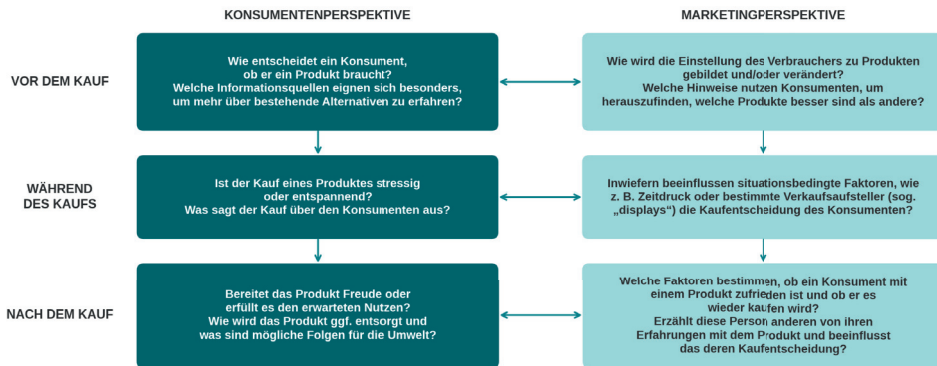 KONSUMENTENPERSPEKTIVE
MARKETINGPERSPEKTIVE
VOR DEM KAUF
Wie entscheidet ein Konsument,
ob er ein Produkt braucht?
Welche Informationsquellen eignen sich besonders,
um mehr über bestehende Alternativen zu erfahren?
Wie wird die Einstellung des Verbrauchers zu Produkten
gebildet und/oder verändert?
Welche Hinweise nutzen Konsumenten, um
herauszufinden, welche Produkte besser sind als andere?
WÄHREND
DES KAUFS
Ist der Kauf eines Produktes stressig
oder entspannend?
Was sagt der Kauf über den Konsumenten aus?
Inwiefern beeinflussen situationsbedingte Faktoren, wie
z. B. Zeitdruck oder bestimmte Verkaufsaufsteller (sog.
„displays“) die Kaufentscheidung des Konsumenten?
NACH DEM KAUF
Bereitet das Produkt Freude oder
erfüllt es den erwarteten Nutzen?
Wie wird das Produkt ggf. entsorgt und
was sind mögliche Folgen für die Umwelt?
Welche Faktoren bestimmen, ob ein Konsument mit
einem Produkt zufrieden ist und ob er es
wieder kaufen wird?
Erzählt diese Person anderen von ihren
Erfahrungen mit dem Produkt und beeinflusst
das deren Kaufentscheidung?